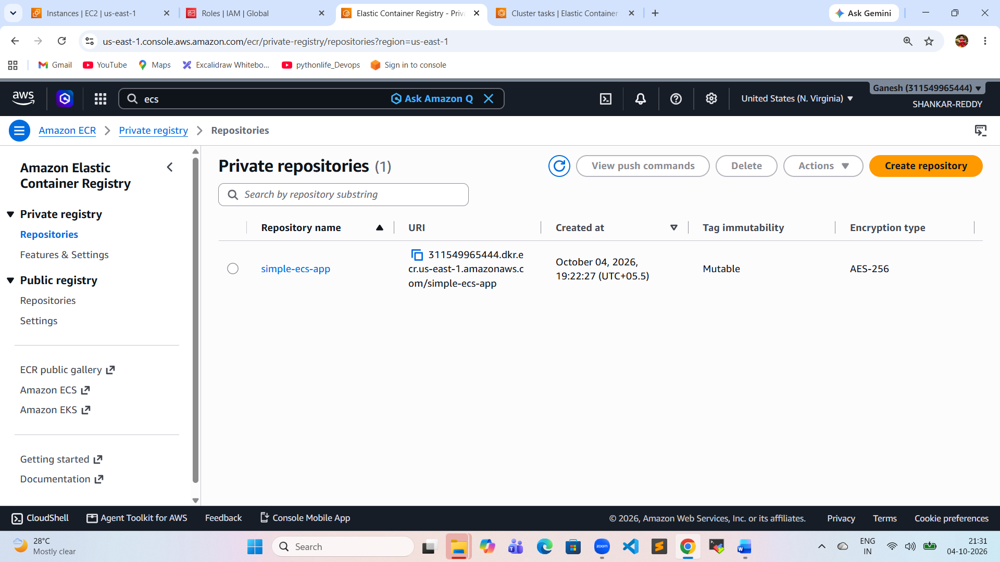 Instances | EC2 | us-east-1
Roles | IAM | Global
Elastic Container Registry - Priva
Cluster tasks | Elastic Container
Ask Gemini
us-east-1.console.aws.amazon.com/ecr/private-registry/repositories?region=us-east-1
Gmail
YouTube
Maps
Excalidraw Whitebo...
pythonlife_Devops
Sign in to console
aws
ecs
Ask Amazon Q
United States (N. Virginia)
Ganesh (311549965444)
SHANKAR-REDDY
Amazon ECR
Private registry
Repositories
Amazon Elastic
Container Registry
Private registry
Repositories
Features & Settings
Public registry
Repositories
Settings
ECR public gallery
Amazon ECS
Amazon EKS
Getting started
Documentation
Private repositories (1)
View push commands
Delete
Actions
Create repository
Search by repository substring
Repository name
URI
Created at
Tag immutability
Encryption type
simple-ecs-app
311549965444.dkr.e
cr.us-east-1.amazonaws.c
om/simple-ecs-app
October 04, 2026,
19:22:27 (UTC+05.5)
Mutable
AES-256
CloudShell
Agent Toolkit for AWS
Feedback
Console Mobile App
© 2026, Amazon Web Services, Inc. or its affiliates.
Privacy
Terms
Cookie preferences
28°C
Mostly clear
Search
zoom
ENG
IN
21:31
04-10-2026